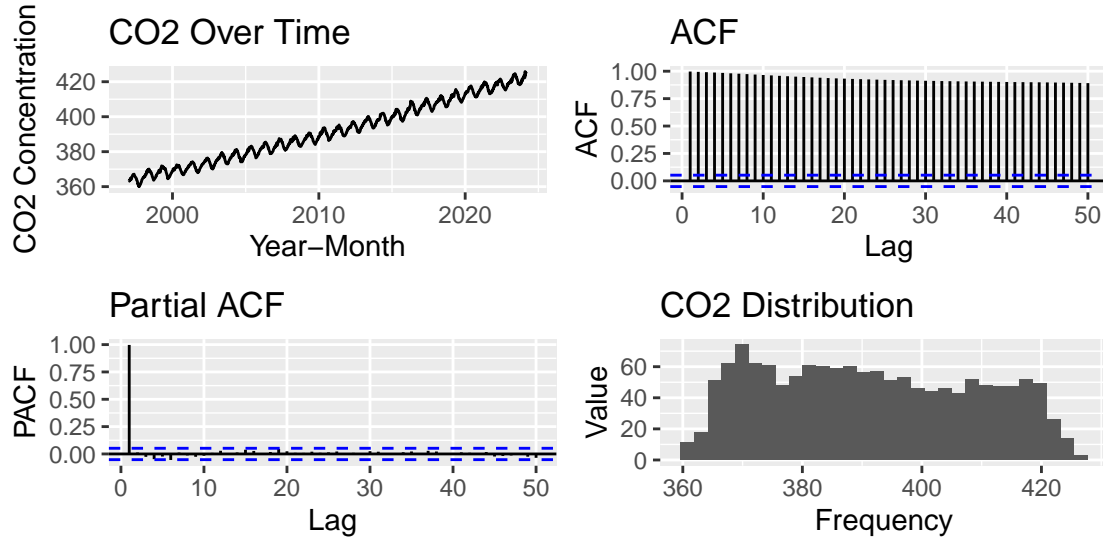 CO2 Over Time
CO2 Concentration
420
400
380
360
2000 2010 2020
Year−Month
ACF
ACF
1.00
0.75
0.50
0.25
0.00
0 10 20 30 40 50
Lag
Partial ACF
PACF
1.00
0.75
0.50
0.25
0.00
0 10 20 30 40 50
Lag
CO2 Distribution
Value
60
40
20
0
360 380 400 420
Frequency